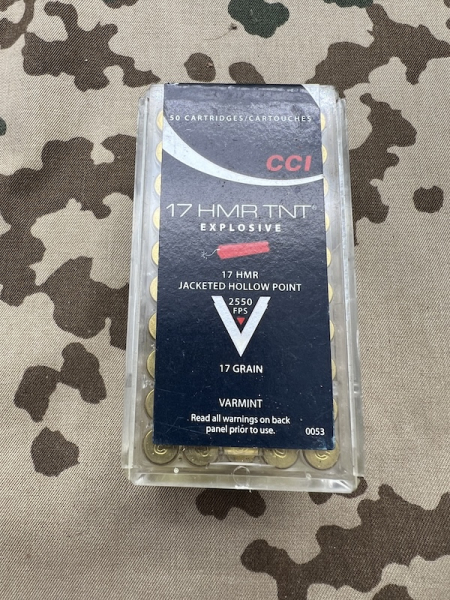 50 CARTRIDGES/CARTOUCHES
CCI
17 HMR TNT®
EXPLOSIVE
17 HMR
JACKETED HOLLOW POINT
2550
FPS
17 GRAIN
VARMINT
Read all warnings on back
panel prior to use.
0053